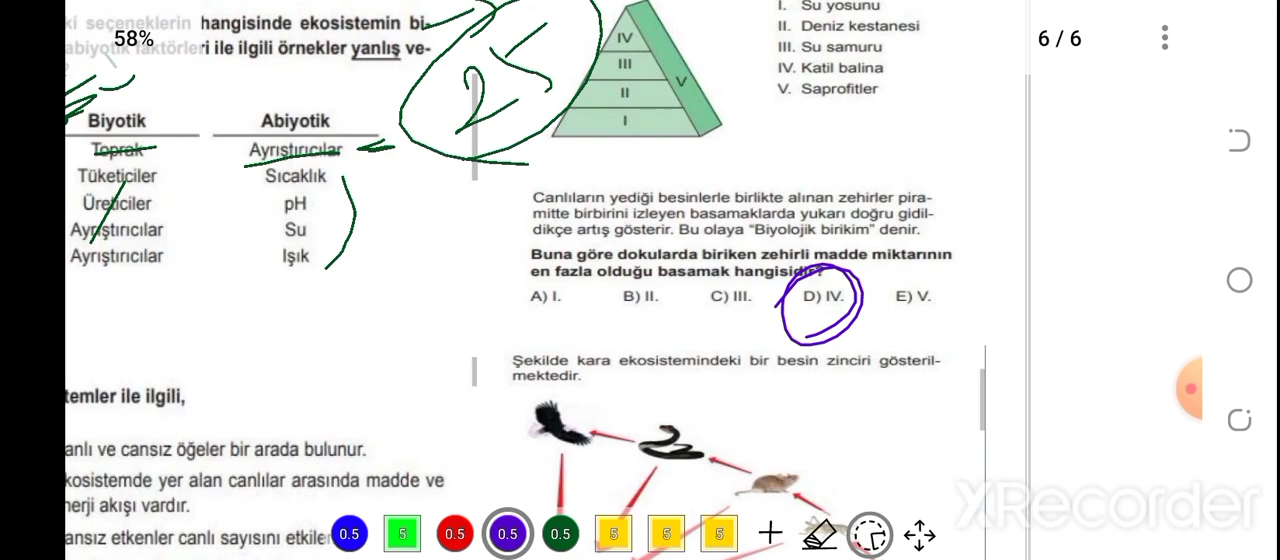 ki seçeneklerin hangisinde ekosistemin bi-
abiyotik faktörleri ile ilgili örnekler yanlış ve-
?
58%
25
Biyotik Abiyotik
Toprak Ayrıştırıcılar
Tüketiciler Sıcaklık
Üreticiler pH
Ayrıştırıcılar Su
Ayrıştırıcılar Işık
temler ile ilgili,
anlı ve cansız öğeler bir arada bulunur.
kosistemde yer alan canlılar arasında madde ve
nerji akışı vardır.
ansız etkenler canlı sayısını etkiler
IV
III
II
I
V
I. Su yosunu
II. Deniz kestanesi
III. Su samuru
IV. Katil balina
V. Saprofitler
Canlıların yediği besinlerle birlikte alınan zehirler pira-
mitte birbirini izleyen basamaklarda yukarı doğru gidil-
dikçe artış gösterir. Bu olaya "Biyolojik birikim" denir.
Buna göre dokularda biriken zehirli madde miktarının
en fazla olduğu basamak hangisidir?
A) I. B) II. C) III. D) IV. E) V.
Şekilde kara ekosistemindeki bir besin zinciri gösteril-
mektedir.
6 / 6
0.5 5 0.5 0.5 0.5 5 5 5
XRecorder